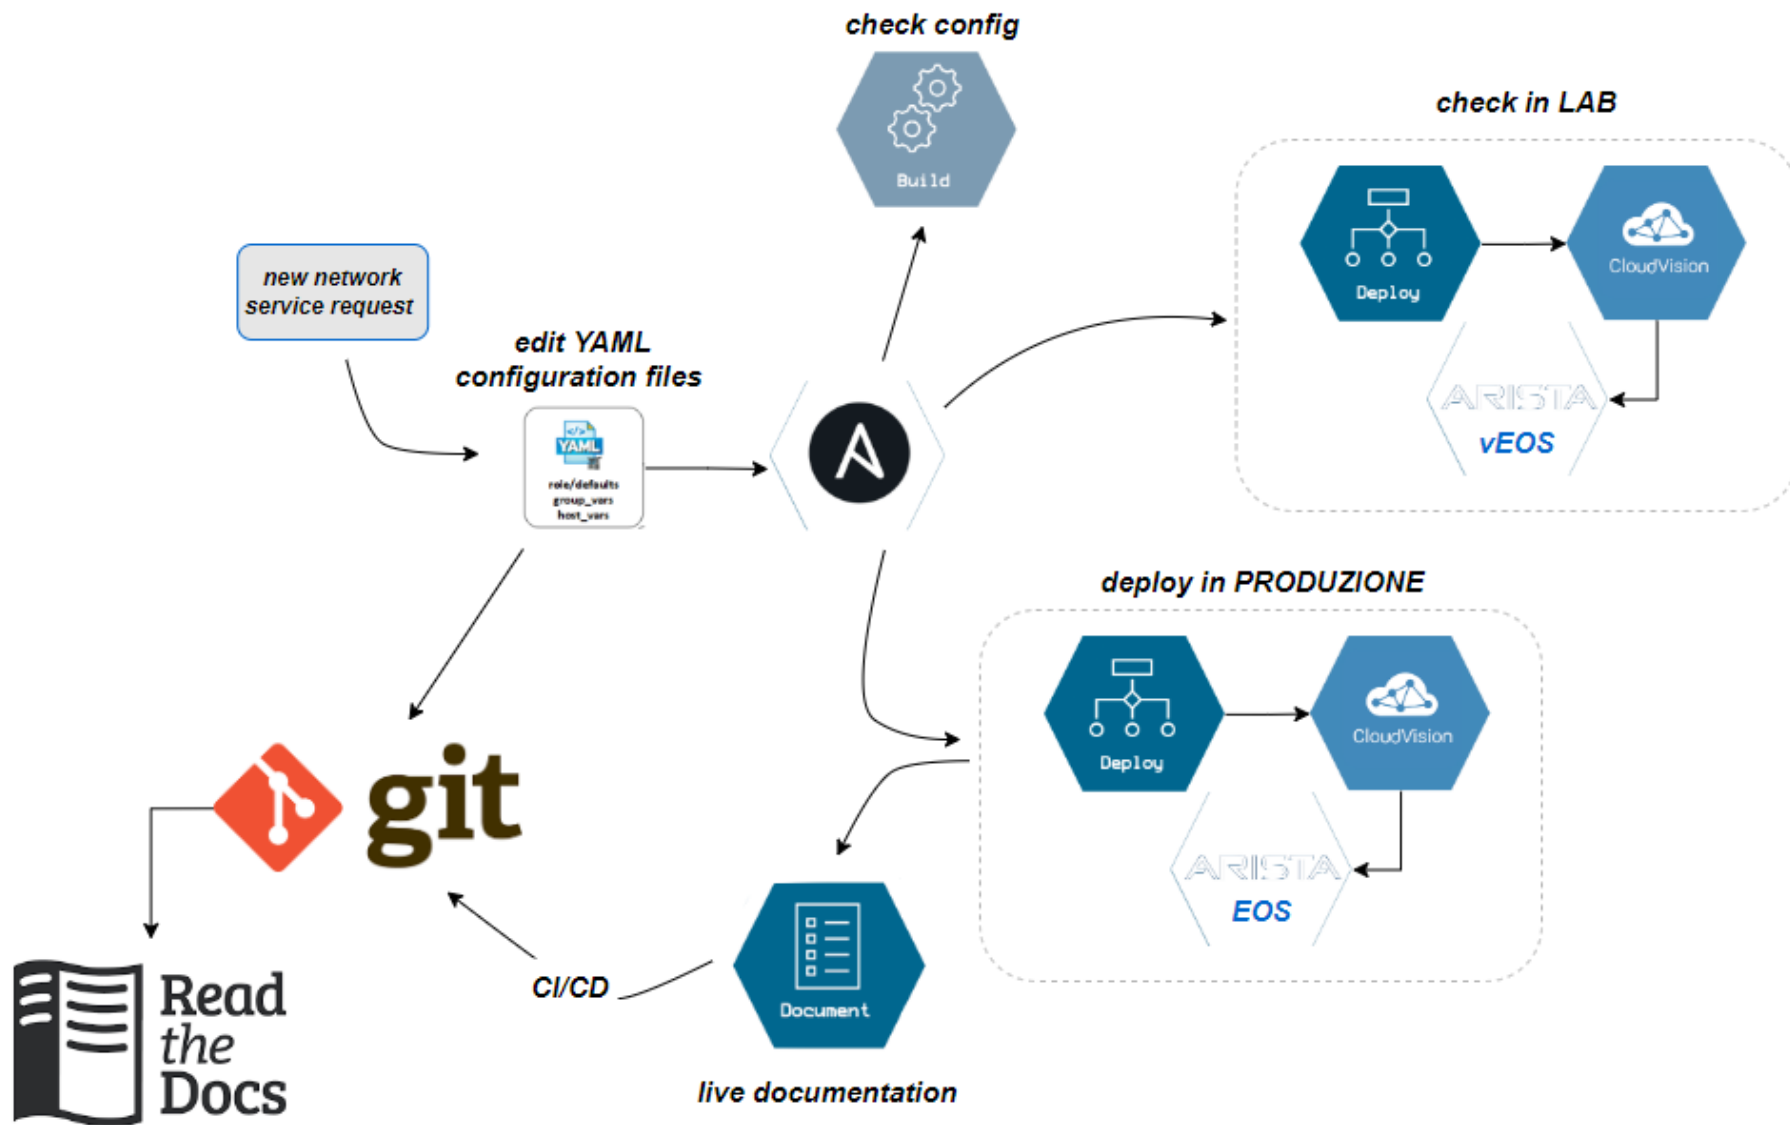 check config
Build
check in LAB
Deploy
CloudVision
ARISTA
vEOS
new network
service request
edit YAML
configuration files
</>
YAML
role/defaults
group_vars
host_vars
deploy in PRODUZIONE
Deploy
CloudVision
ARISTA
EOS
git
CI/CD
Document
live documentation
Read
the
Docs